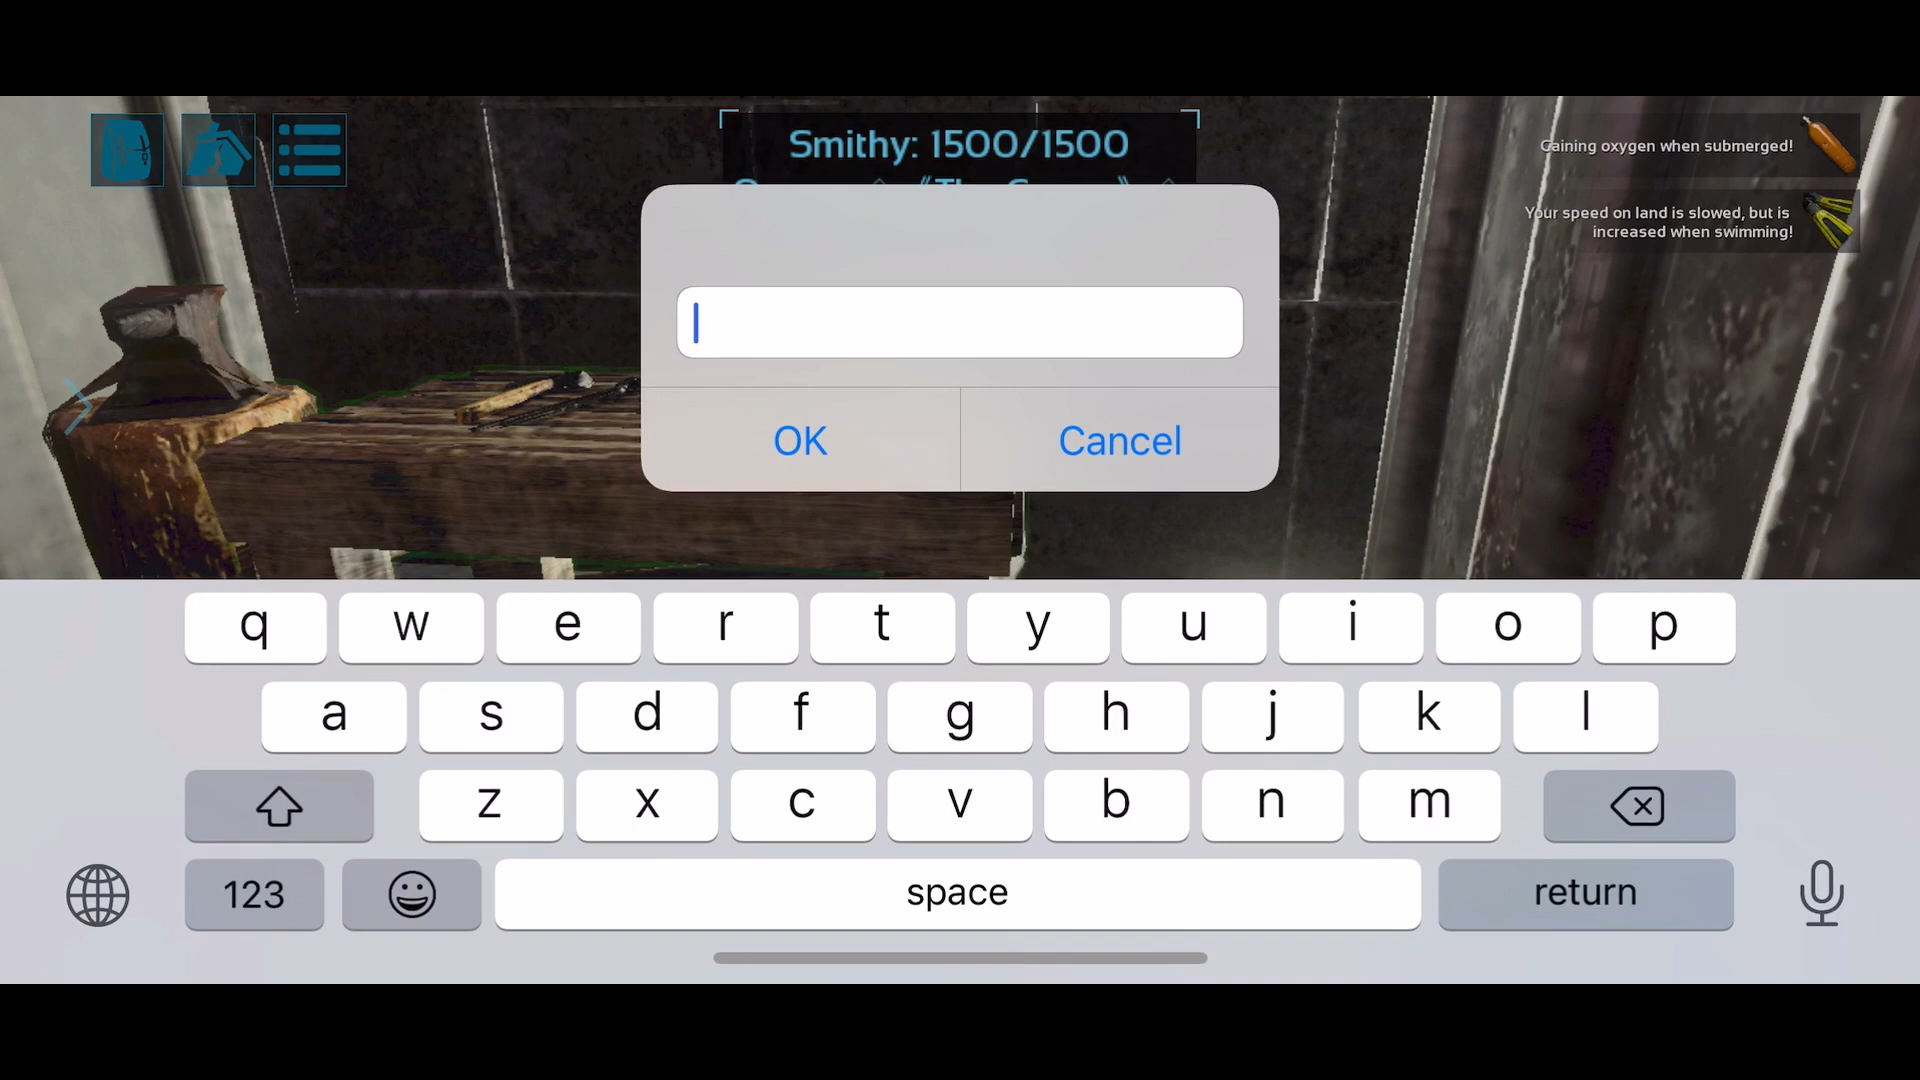 Smithy: 1500/1500
Gaining oxygen when submerged!
Your speed on land is slowed, but is
increased when swimming!
OK
Cancel
q w e r t y u i o p
a s d f g h j k l
z x c v b n m
123
space
return